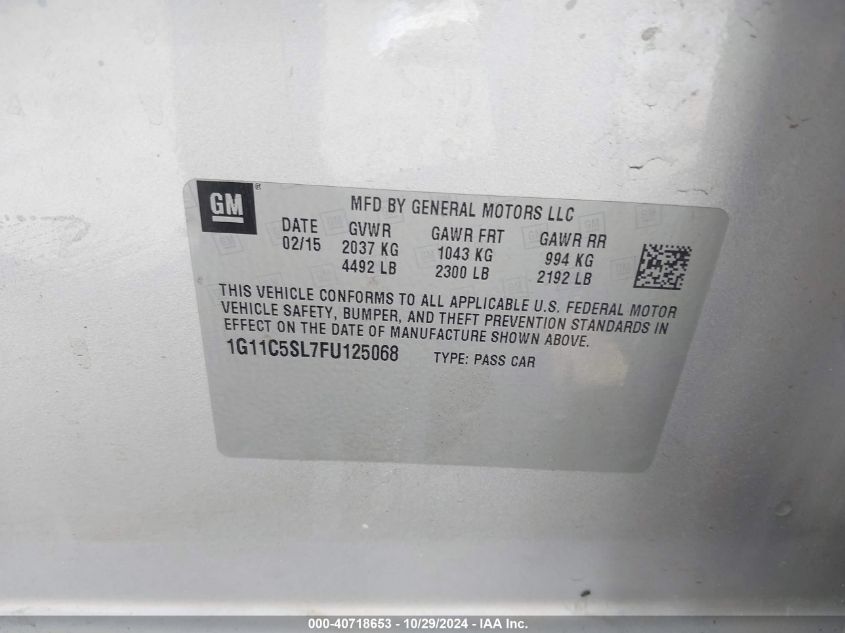 GM ®
MFD BY GENERAL MOTORS LLC
DATE GVWR GAWR FRT GAWR RR
02/15 2037 KG 1043 KG 994 KG
4492 LB 2300 LB 2192 LB
THIS VEHICLE CONFORMS TO ALL APPLICABLE U.S. FEDERAL MOTOR
VEHICLE SAFETY, BUMPER, AND THEFT PREVENTION STANDARDS IN
EFFECT ON THE DATE OF MANUFACTURE SHOWN ABOVE.
1G11C5SL7FU125068 TYPE: PASS CAR
000-40718653 - 10/29/2024 - IAA Inc.